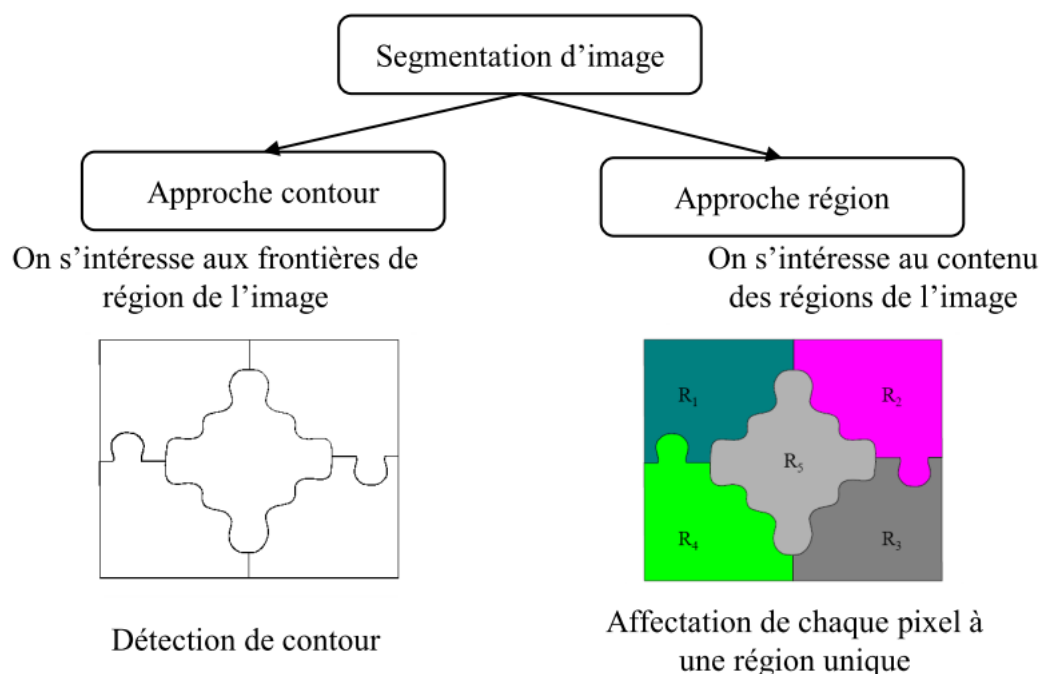 Segmentation d’image
Approche contour
Approche région
On s’intéresse aux frontières de
région de l’image
On s’intéresse au contenu
des régions de l’image
R1
R2
R5
R4
R3
Détection de contour
Affectation de chaque pixel à
une région unique